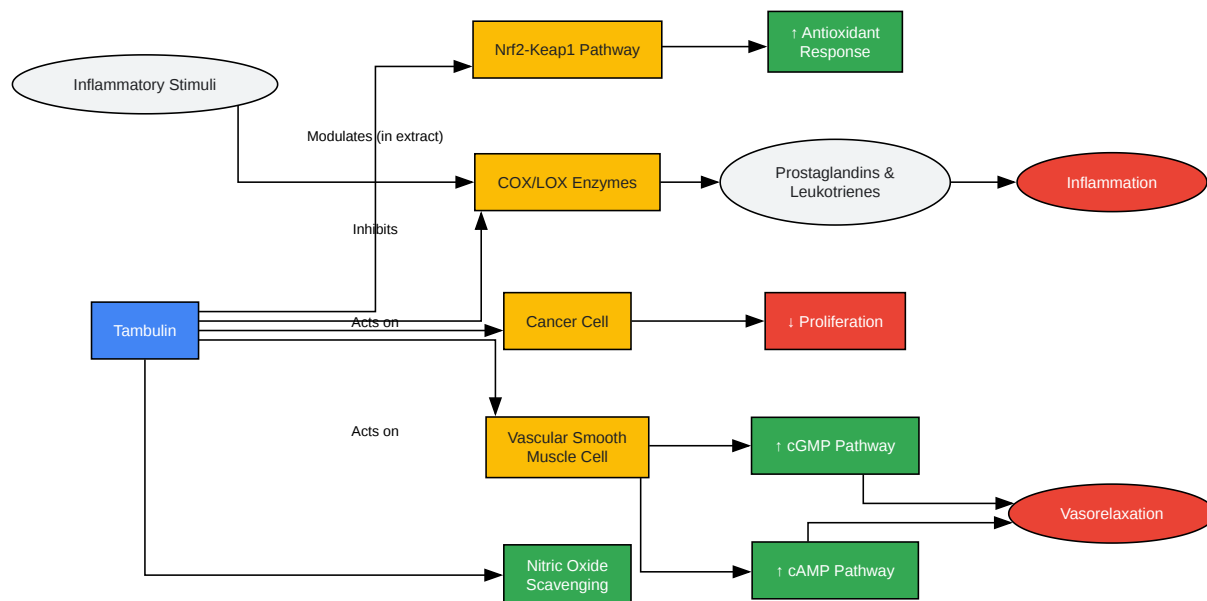 ↑ Antioxidant
Response
Nrf2-Keap1 Pathway
Inflammatory Stimuli
Modulates (in extract)
COX/LOX Enzymes
Prostaglandins &
Leukotrienes
Inflammation
Inhibits
Tambulin
Acts on
Cancer Cell
↓ Proliferation
Acts on
Vascular Smooth
Muscle Cell
↑ cGMP Pathway
Vasorelaxation
Nitric Oxide
Scavenging
↑ cAMP Pathway